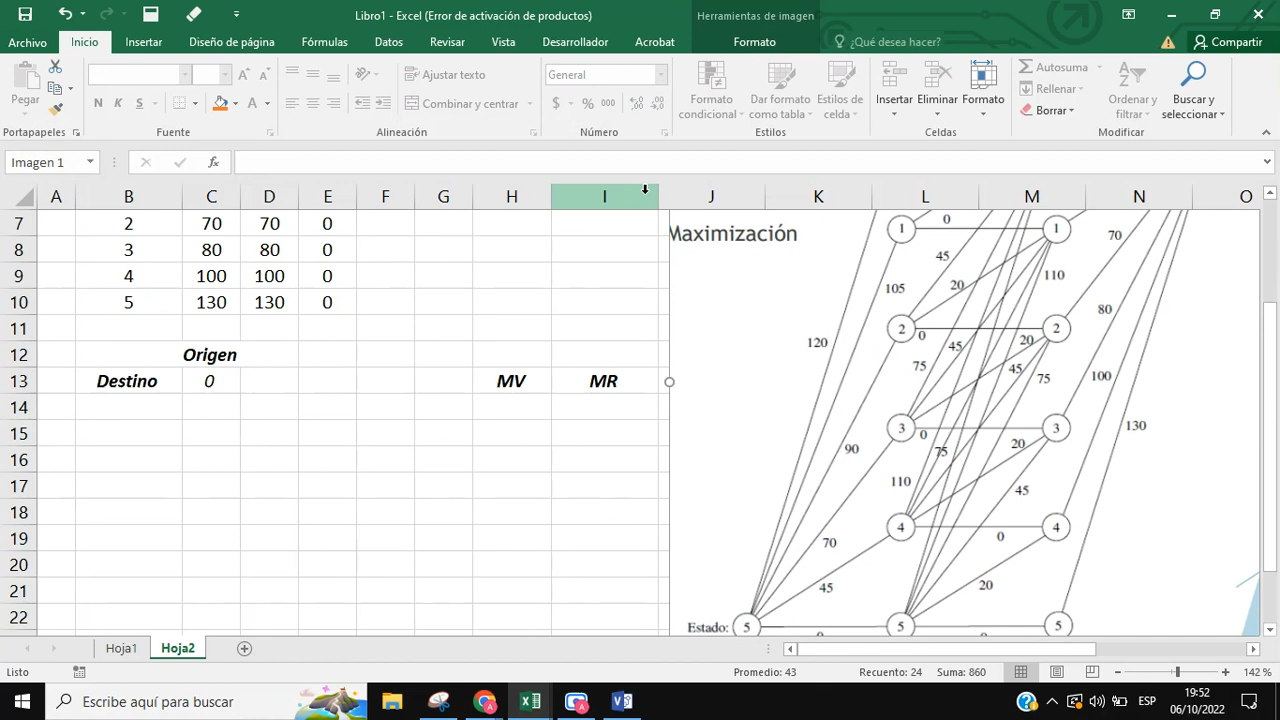 Libro1 - Excel (Error de activación de productos)
Herramientas de imagen
Archivo Inicio Insertar Diseño de página Fórmulas Datos Revisar Vista Desarrollador Acrobat Formato ¿Qué desea hacer? Compartir
Pegar
Portapapeles
N K S A A A
Fuente
Ajustar texto
Combinar y centrar
Alineación
General
$ % 000
Número
Formato condicional
Dar formato como tabla
Estilos de celda
Estilos
Insertar Eliminar Formato
Celdas
Autosuma
Rellenar
Borrar
Ordenar y filtrar
Buscar y seleccionar
Modificar
Imagen 1 fx
A B C D E F G H I J K L M N O
7 2 70 70 0
8 3 80 80 0
9 4 100 100 0
10 5 130 130 0
11
12 Origen
13 Destino 0 MV MR
14
15
16
17
18
19
20
21
22
Maximización
1 0 1 70
45
20 110
105
2 0 20 2 80
120 45
75 45 75 100
3 0 3 130
90 75 20
110 45
4 0 4
70
45 20
Estado: 5 5 5
Hoja1 Hoja2
Listo Promedio: 43 Recuento: 24 Suma: 860 142 %
Escribe aquí para buscar
ESP
19:52
06/10/2022